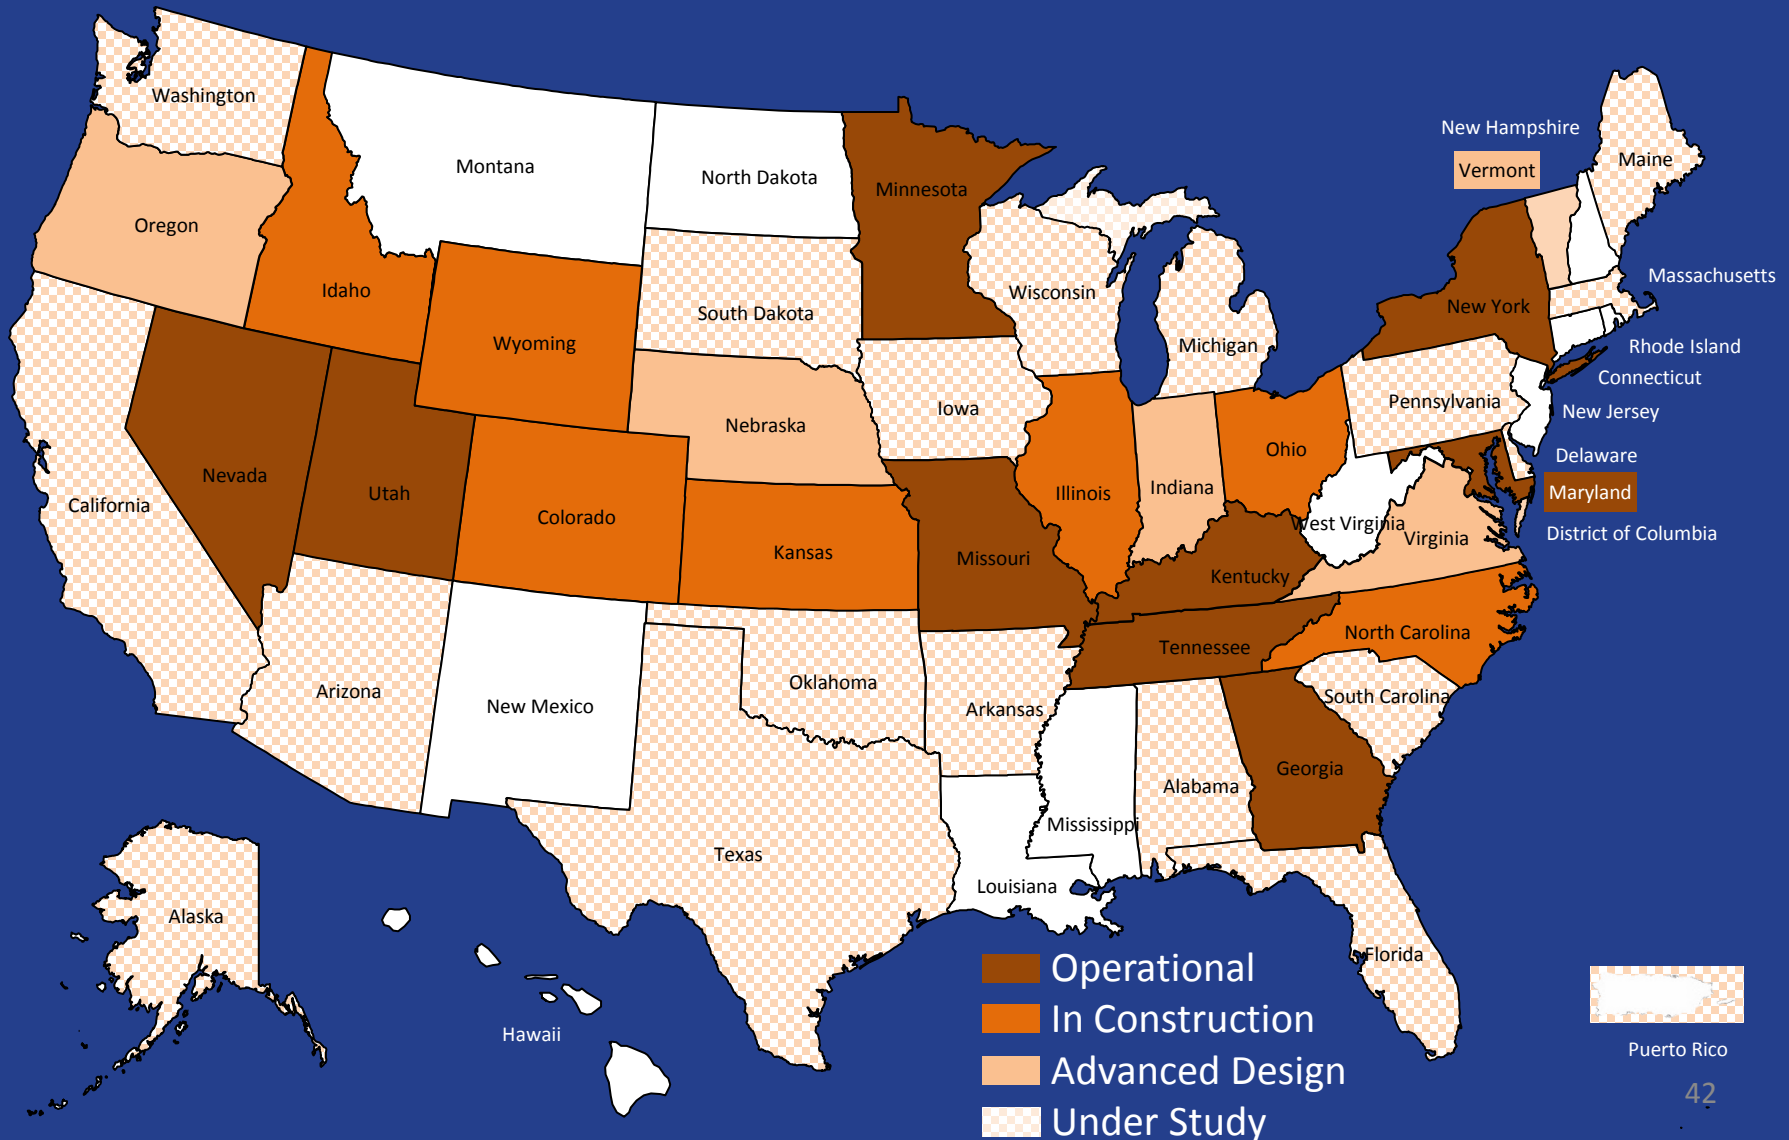 Washington
Montana
North Dakota
Minnesota
New Hampshire
Vermont
Maine
Oregon
Idaho
Wyoming
South Dakota
Wisconsin
Michigan
New York
Massachusetts
Rhode Island
Connecticut
New Jersey
Nebraska
Iowa
Pennsylvania
Delaware
Maryland
District of Columbia
California
Nevada
Utah
Colorado
Kansas
Missouri
Illinois
Indiana
Ohio
West Virginia
Virginia
Kentucky
Tennessee
North Carolina
Arizona
New Mexico
Oklahoma
Arkansas
South Carolina
Texas
Louisiana
Mississippi
Alabama
Georgia
Florida
Alaska
Hawaii
Puerto Rico
Operational
In Construction
Advanced Design
Under Study
42